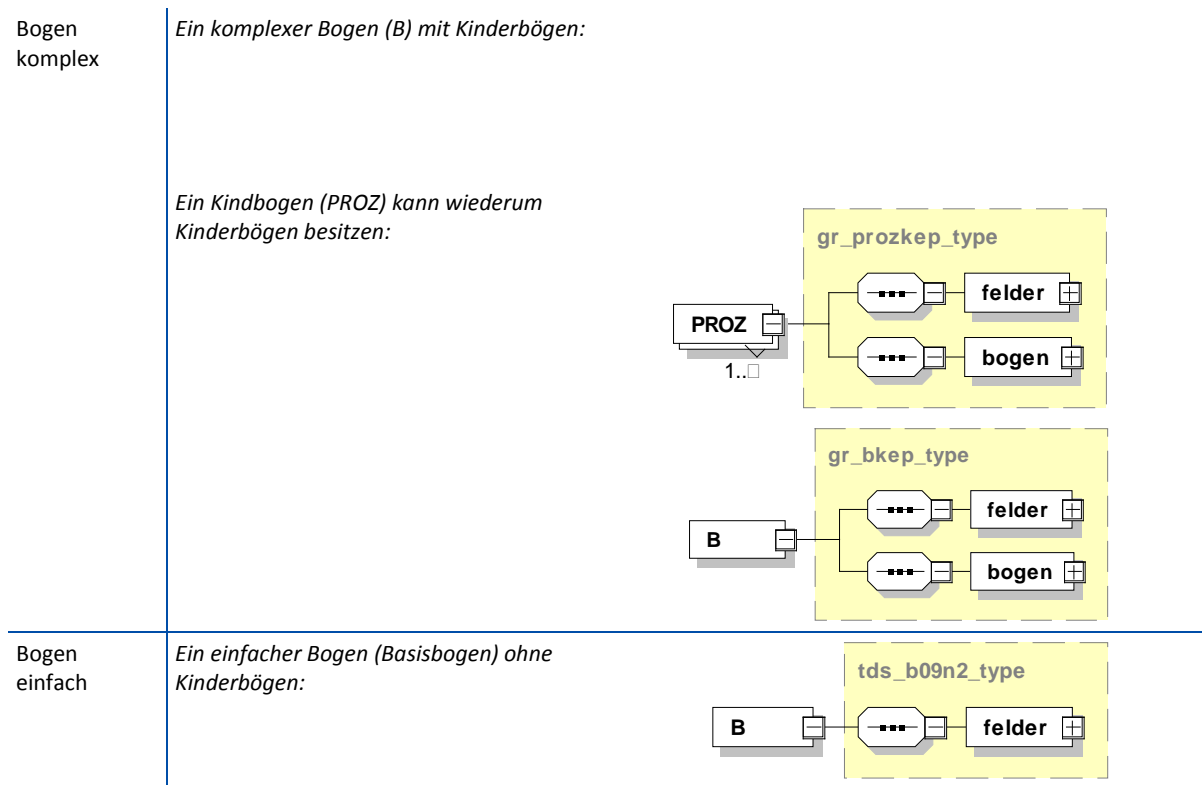 Bogen
komplex
Ein komplexer Bogen (B) mit Kinderbögen:
Ein Kindbogen (PROZ) kann wiederum
Kinderbögen besitzen:
gr_prozkep_type
felder
PROZ
bogen
1..□
gr_bkep_type
felder
B
bogen
Bogen
einfach
Ein einfacher Bogen (Basisbogen) ohne
Kinderbögen:
tds_b09n2_type
B
felder